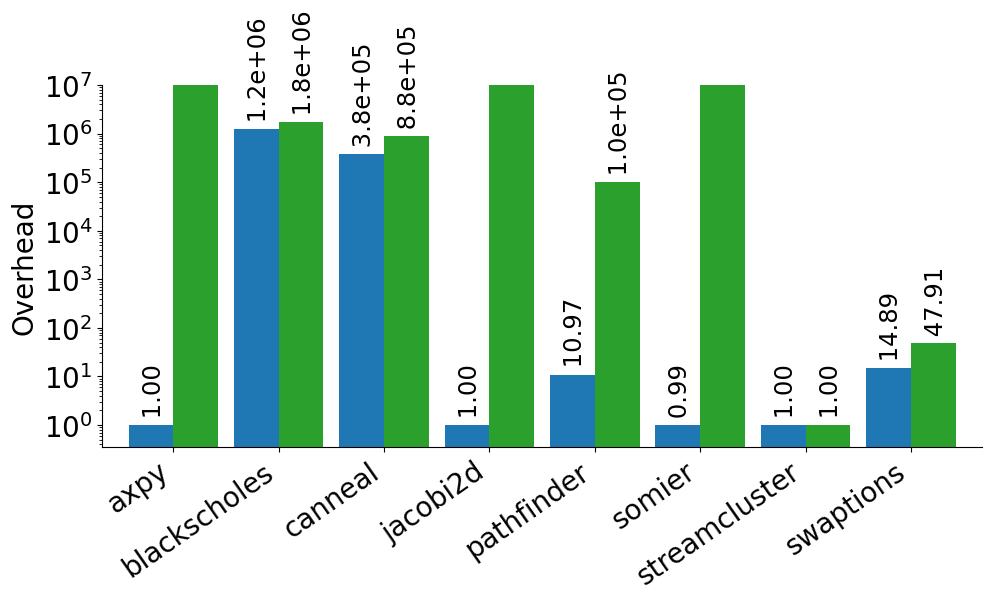 Overhead
10⁷
10⁶
10⁵
10⁴
10³
10²
10¹
10⁰
1.00
1.2e+06
1.8e+06
3.8e+05
8.8e+05
1.00
10.97
1.0e+05
0.99
1.00
1.00
14.89
47.91
axpy
blackscholes
canneal
jacobi2d
pathfinder
somier
streamcluster
swaptions